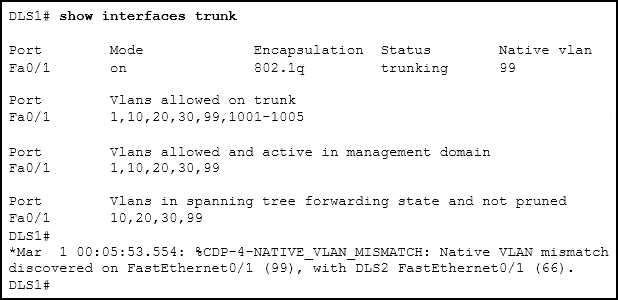 DLS1# show interfaces trunk
Port Mode Encapsulation Status Native vlan
Fa0/1 on 802.1q trunking 99
Port Vlans allowed on trunk
Fa0/1 1,10,20,30,99,1001-1005
Port Vlans allowed and active in management domain
Fa0/1 1,10,20,30,99
Port Vlans in spanning tree forwarding state and not pruned
Fa0/1 10,20,30,99
DLS1#
*Mar 1 00:05:53.554: %CDP-4-NATIVE_VLAN_MISMATCH: Native VLAN mismatch
discovered on FastEthernet0/1 (99), with DLS2 FastEthernet0/1 (66).
DLS1#